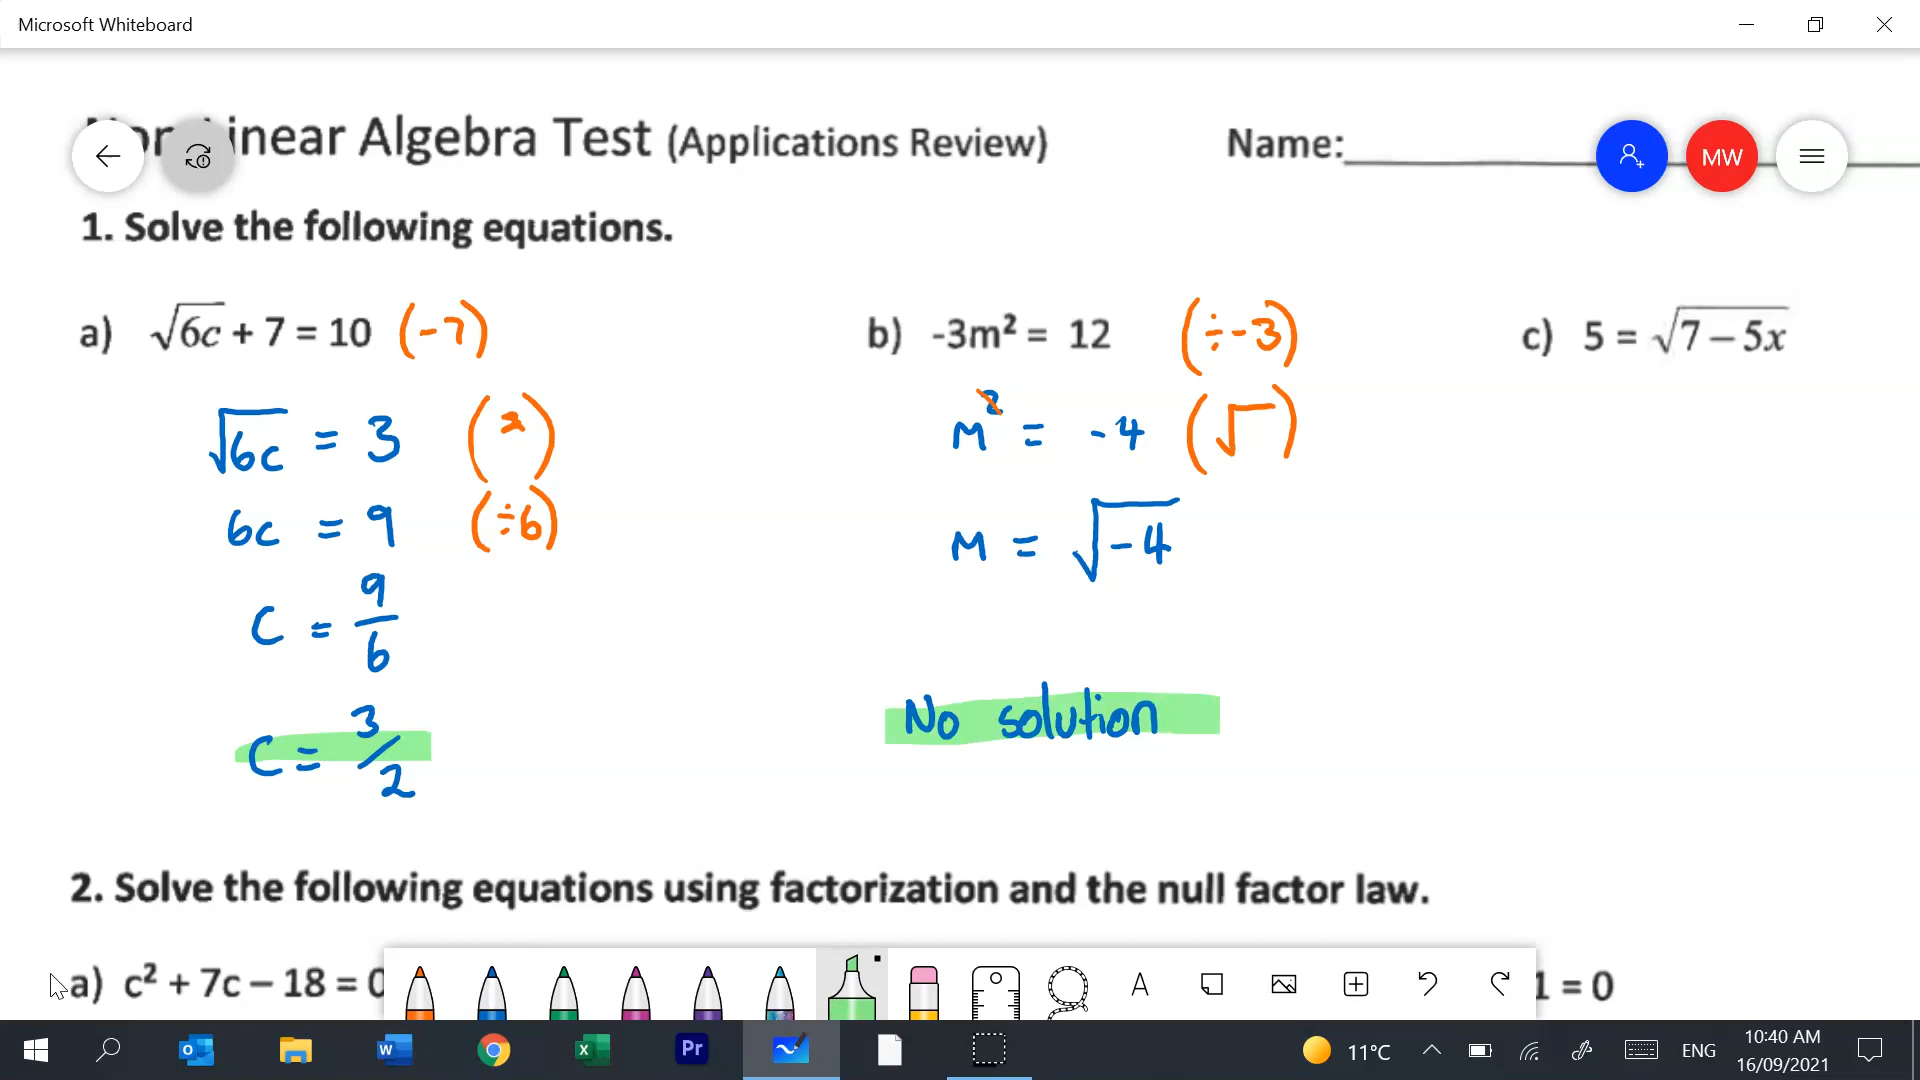 Microsoft Whiteboard
Non-Linear Algebra Test (Applications Review) Name:
MW
1. Solve the following equations.
a) √6c + 7 = 10 (-7)
√6c = 3 (²)
6c = 9 (÷6)
c = 9/6
c = 3/2
b) -3m² = 12 (÷-3)
m² = -4 (√)
m = √-4
No solution
c) 5 = √7 – 5x
2. Solve the following equations using factorization and the null factor law.
a) c² + 7c – 18 = 0
1 = 0
11°C
ENG
10:40 AM
16/09/2021